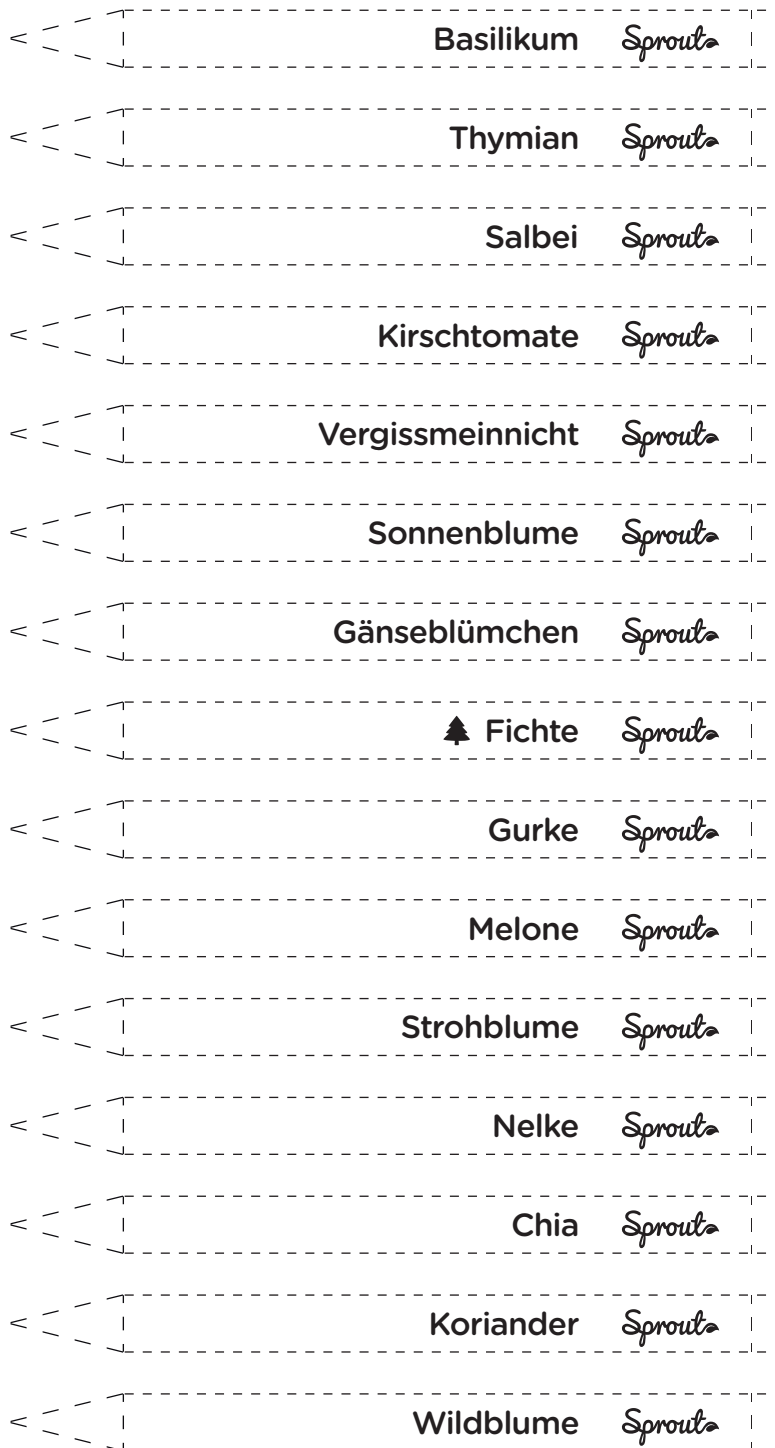 Basilikum Sprout
Thymian Sprout
Salbei Sprout
Kirschtomate Sprout
Vergissmeinnicht Sprout
Sonnenblume Sprout
Gänseblümchen Sprout
Fichte Sprout
Gurke Sprout
Melone Sprout
Strohblume Sprout
Nelke Sprout
Chia Sprout
Koriander Sprout
Wildblume Sprout